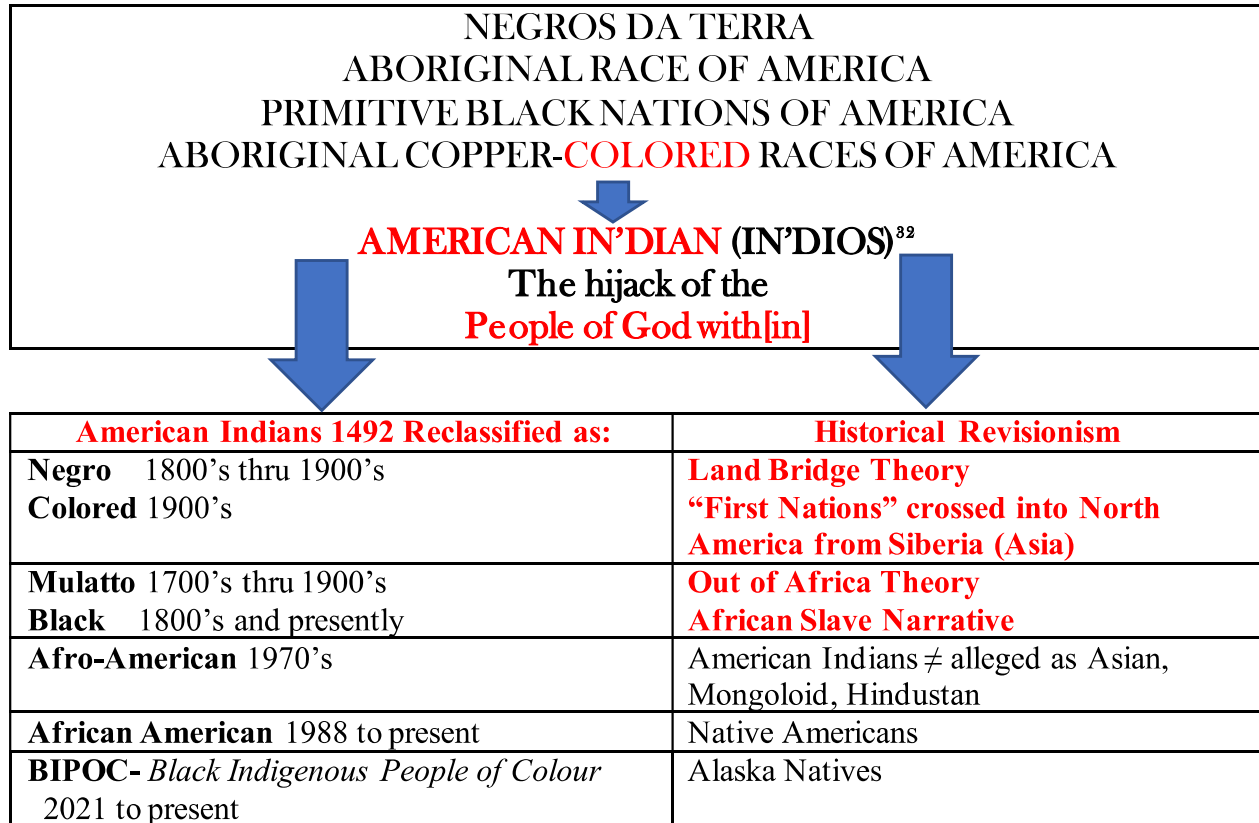 NEGROS DA TERRA
ABORIGINAL RACE OF AMERICA
PRIMITIVE BLACK NATIONS OF AMERICA
ABORIGINAL COPPER-COLORED RACES OF AMERICA
AMERICAN IN’DIAN (IN’DIOS)³²
The hijack of the
People of God with[in]
American Indians 1492 Reclassified as:
Historical Revisionism
Negro 1800’s thru 1900’s
Colored 1900’s
Land Bridge Theory
“First Nations” crossed into North
America from Siberia (Asia)
Mulatto 1700’s thru 1900’s
Black 1800’s and presently
Out of Africa Theory
African Slave Narrative
Afro-American 1970’s
American Indians ≠ alleged as Asian,
Mongoloid, Hindustan
African American 1988 to present
Native Americans
BIPOC- Black Indigenous People of Colour
2021 to present
Alaska Natives